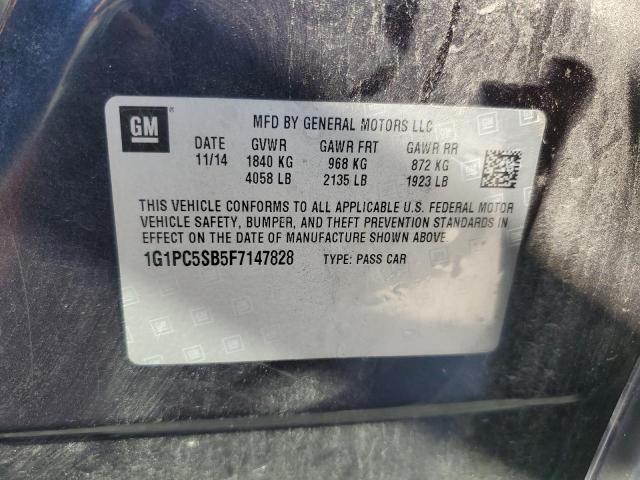 GM
MFD BY GENERAL MOTORS LLC
DATE GVWR GAWR FRT GAWR RR
11/14 1840 KG 968 KG 872 KG
4058 LB 2135 LB 1923 LB
THIS VEHICLE CONFORMS TO ALL APPLICABLE U.S. FEDERAL MOTOR
VEHICLE SAFETY, BUMPER, AND THEFT PREVENTION STANDARDS IN
EFFECT ON THE DATE OF MANUFACTURE SHOWN ABOVE.
1G1PC5SB5F7147828 TYPE: PASS CAR